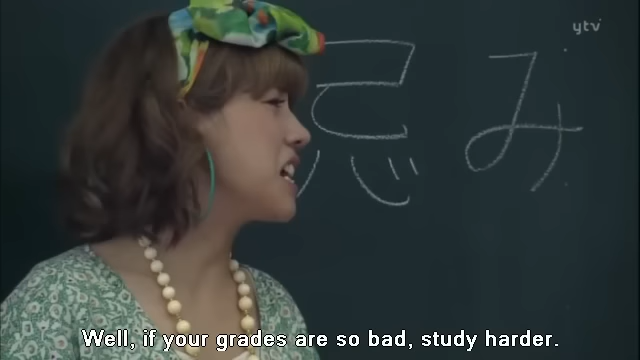 ytv
忌み
Well, if your grades are so bad, study harder.